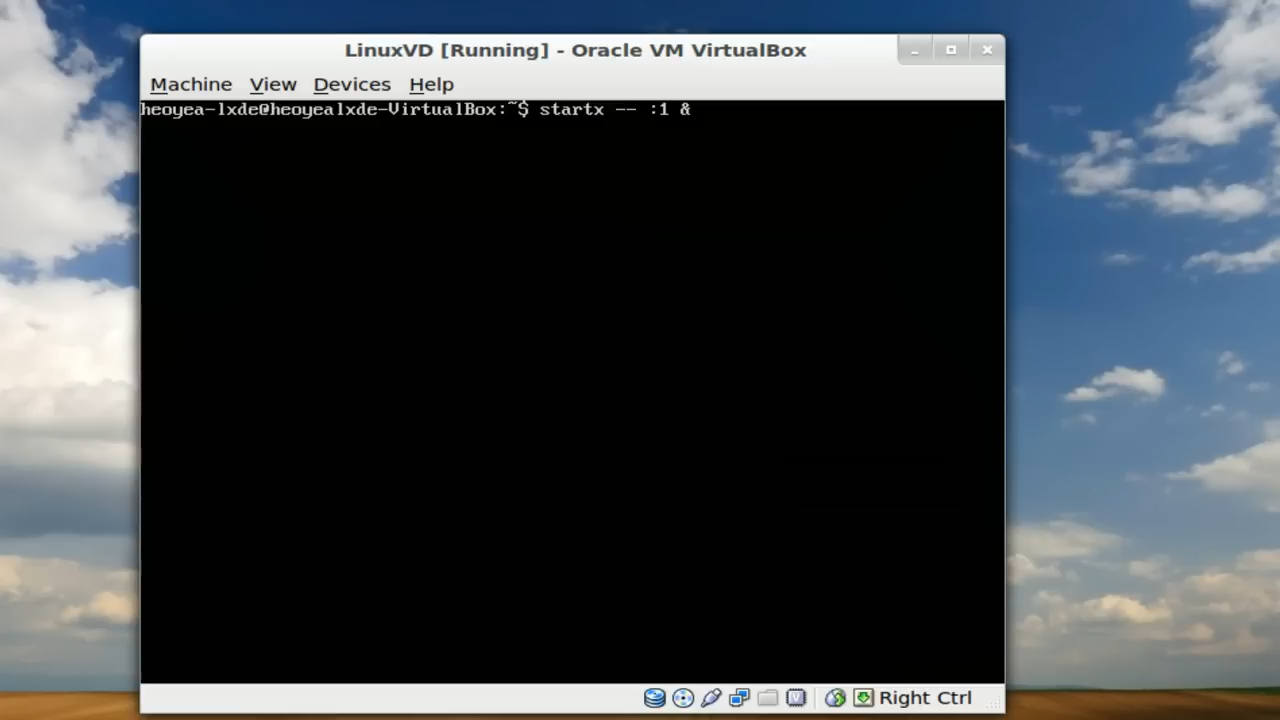 LinuxVD [Running] - Oracle VM VirtualBox
Machine View Devices Help
heoyea-lxde@heoyealxde-VirtualBox:~$ startx -- :1 &
Right Ctrl